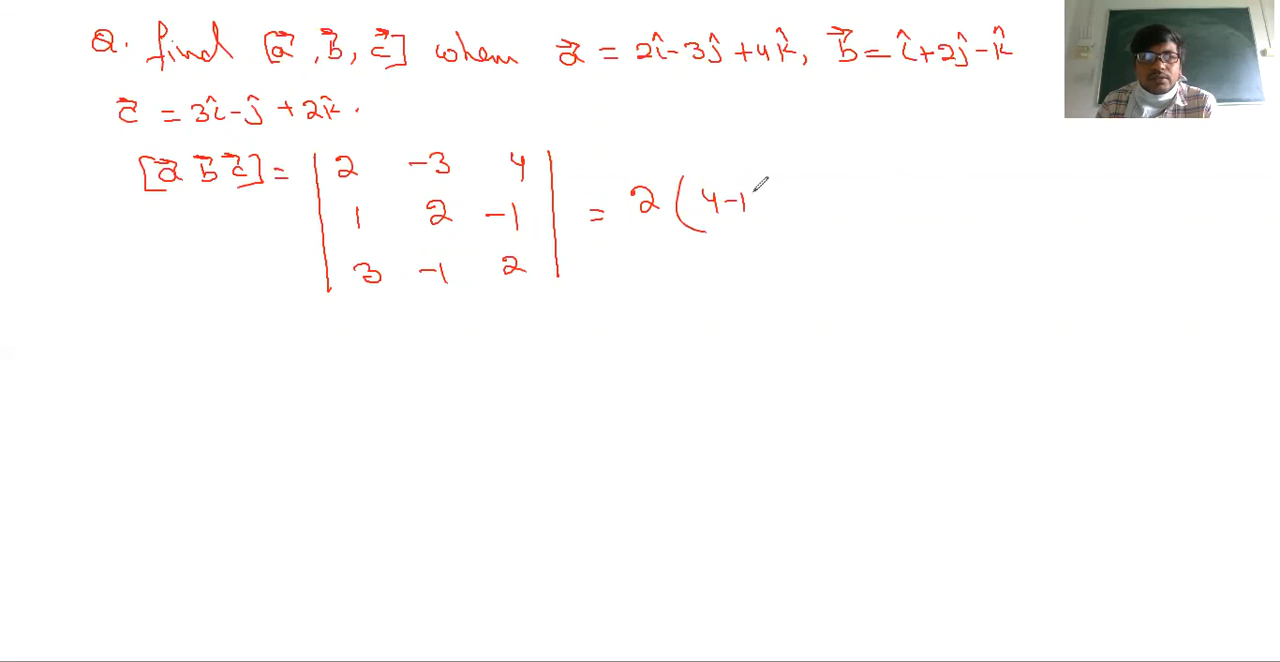 Q. find [a⃗, b⃗, c⃗] when a⃗ = 2î-3ĵ+4k̂, b⃗ = î+2ĵ-k̂
c⃗ = 3î-ĵ+2k̂.
[a⃗ b⃗ c⃗] = | 2 -3 4 |
| 1 2 -1 | = 2 ( 4-1
| 3 -1 2 |